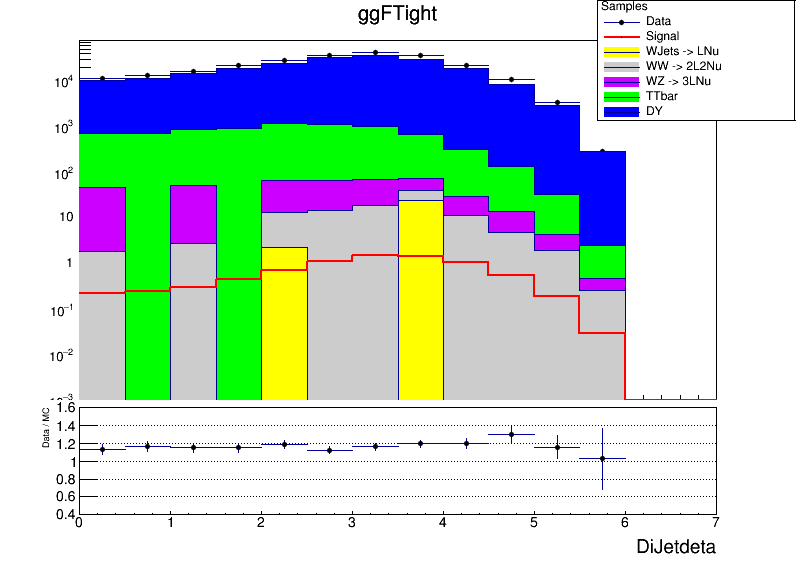 ggFTight
Samples
Data
Signal
WJets -> LNu
WW -> 2L2Nu
WZ -> 3LNu
TTbar
DY
10^4
10^3
10^2
10
1
10^-1
10^-2
10^-3
Data / MC
1.6
1.4
1.2
1
0.8
0.6
0.4
0 1 2 3 4 5 6 7
DiJetdeta